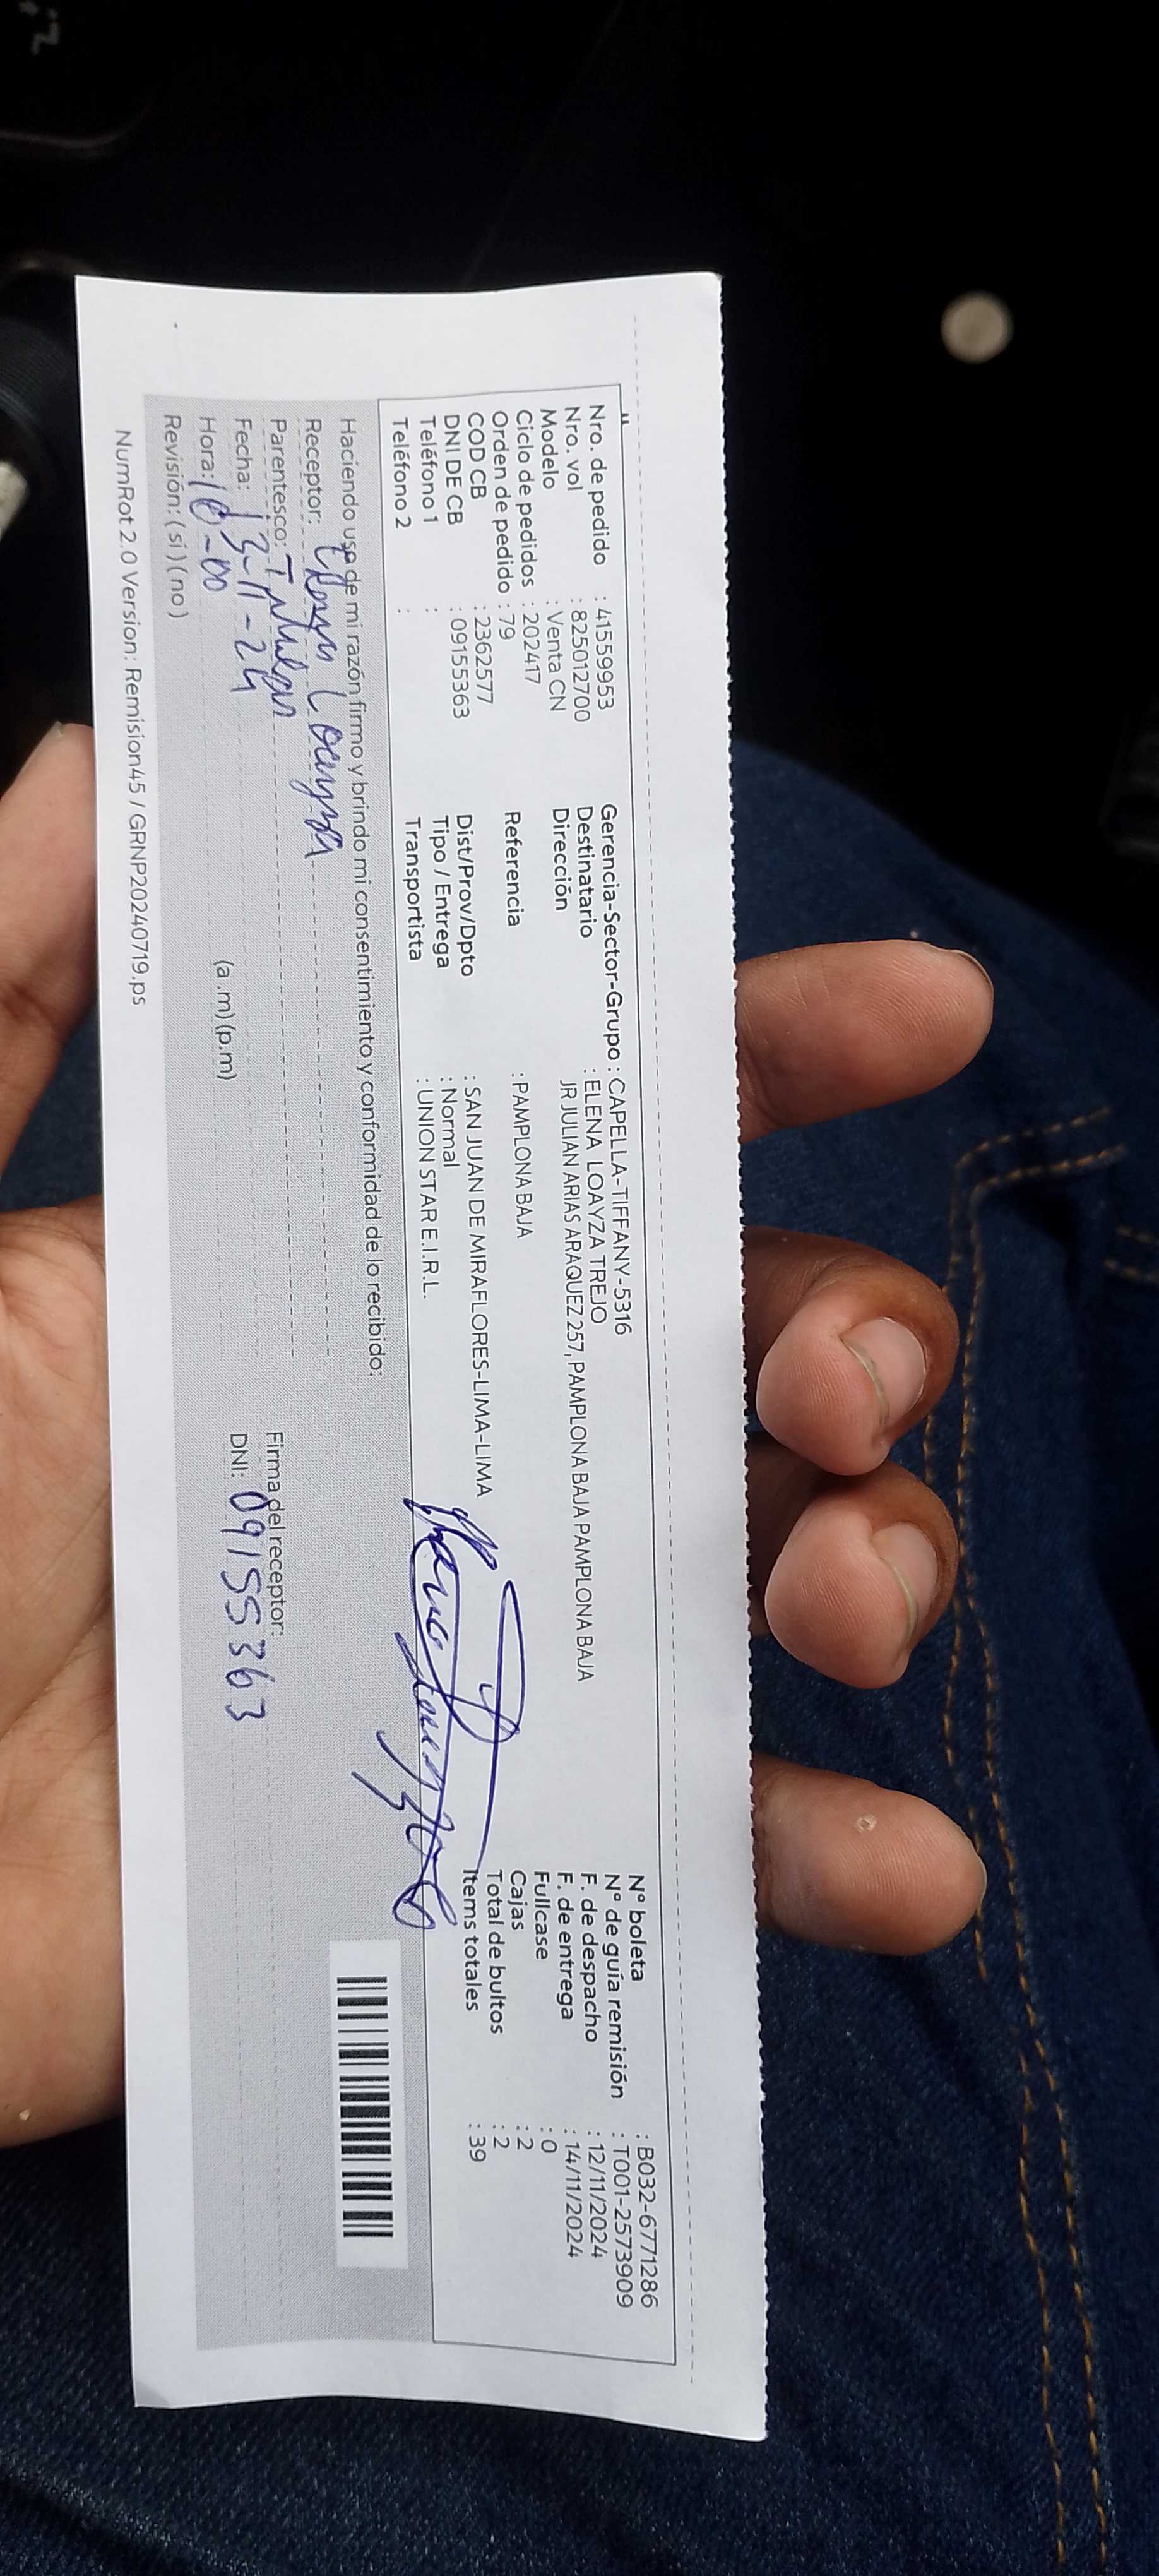 Nro. de pedido : 41559953
Nro. vol : 825012700
Modelo : Venta CN
Ciclo de pedidos : 202417
Orden de pedido : 79
COD CB : 2362577
DNI DE CB : 09155363
Teléfono 1 :
Teléfono 2 :
Gerencia-Sector-Grupo : CAPELLA-TIFFANY-5316
Destinatario : ELENA LOAYZA TREJO
Dirección JR JULIAN ARIAS ARAQUEZ 257, PAMPLONA BAJA PAMPLONA BAJA
Referencia : PAMPLONA BAJA
Dist/Prov/Dpto : SAN JUAN DE MIRAFLORES-LIMA-LIMA
Tipo / Entrega : Normal
Transportista : UNION STAR E.I.R.L.
N° boleta : B032-6771286
N° de guía remisión : T001-2573909
F. de despacho : 12/11/2024
F. de entrega : 14/11/2024
Fullcase : 0
Cajas : 2
Total de bultos : 2
Items totales : 39
Haciendo uso de mi razón firmo y brindo mi consentimiento y conformidad de lo recibido:
Receptor: Loayza
Parentesco: Titular
Fecha: 13-11-24
Hora: 10-00 (a.m) (p.m)
Revisión: (si) (no)
Firma del receptor:
DNI: 09155363
NumRot 2.0 Version: Remision45 / GRNP20240719.ps